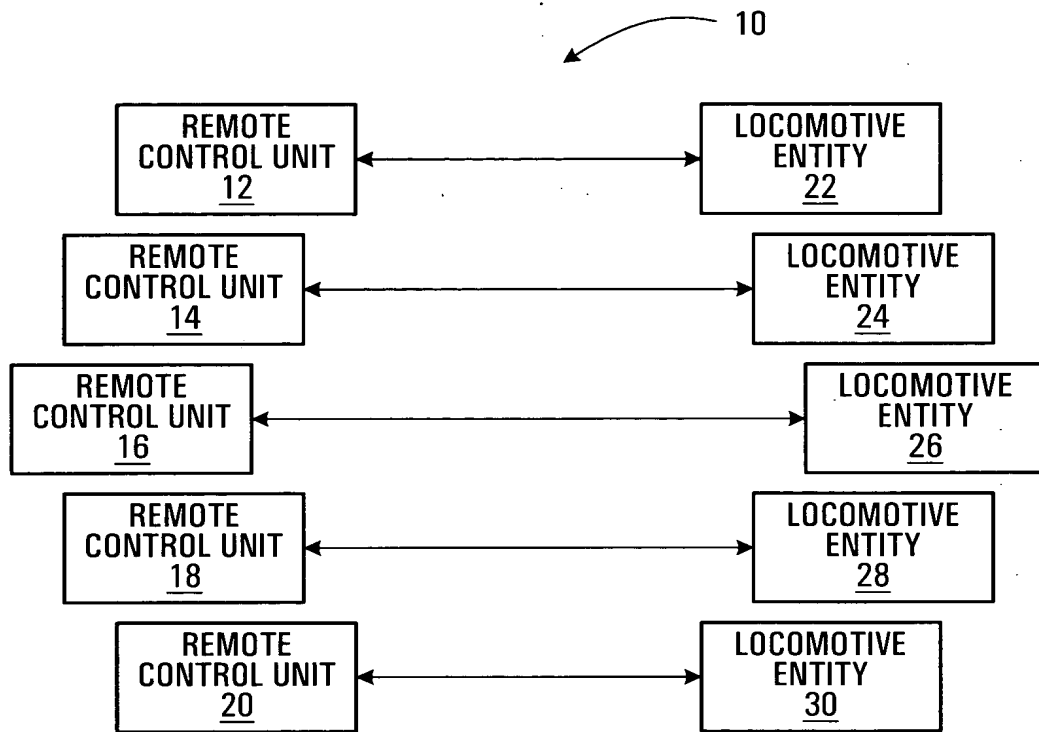 10
REMOTE
CONTROL UNIT
12
LOCOMOTIVE
ENTITY
22
REMOTE
CONTROL UNIT
14
LOCOMOTIVE
ENTITY
24
REMOTE
CONTROL UNIT
16
LOCOMOTIVE
ENTITY
26
REMOTE
CONTROL UNIT
18
LOCOMOTIVE
ENTITY
28
REMOTE
CONTROL UNIT
20
LOCOMOTIVE
ENTITY
30